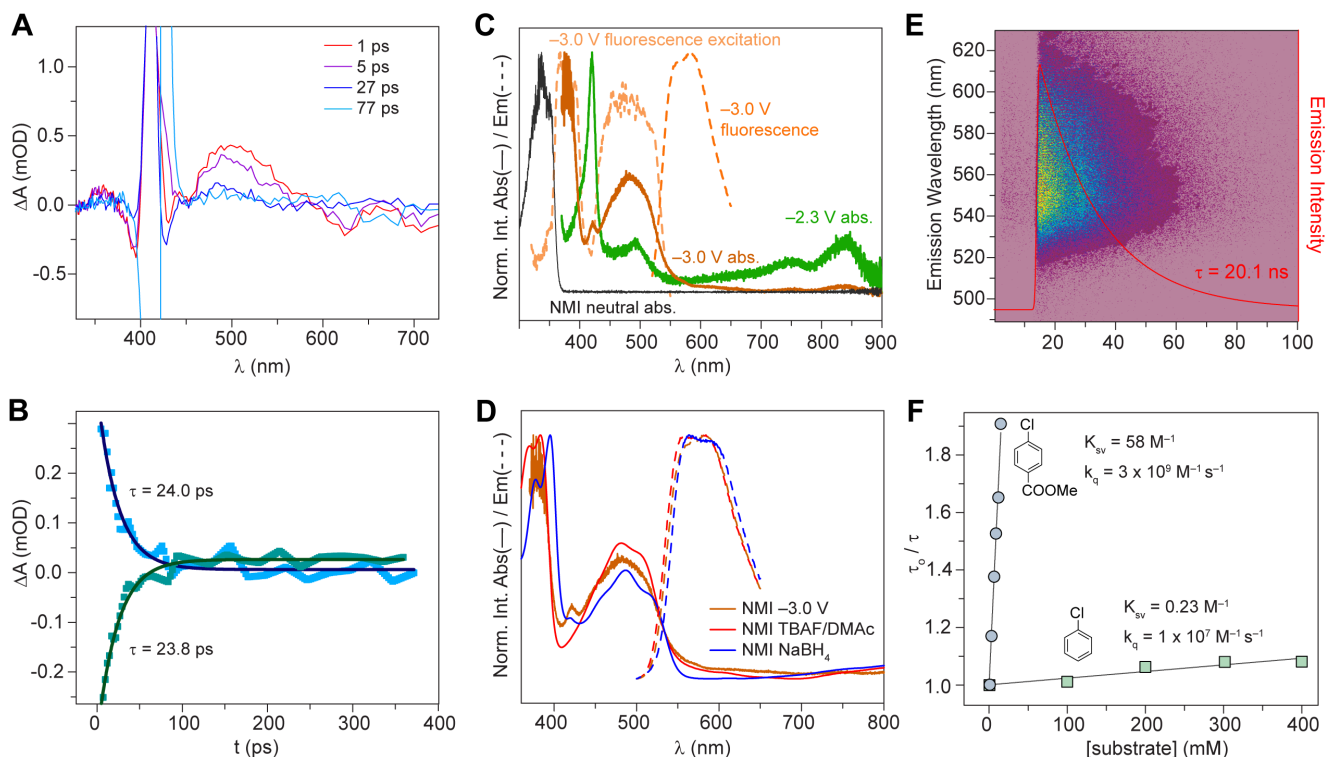 A
1 ps
5 ps
27 ps
77 ps
1.0
0.5
0.0
-0.5
ΔA (mOD)
400
500
600
700
λ (nm)
B
τ = 24.0 ps
τ = 23.8 ps
0.2
0.1
0.0
-0.1
-0.2
ΔA (mOD)
0
100
200
300
400
t (ps)
C
–3.0 V fluorescence excitation
–3.0 V
fluorescence
–2.3 V abs.
–3.0 V abs.
NMI neutral abs.
Norm. Int. Abs(—) / Em(- - -)
400
500
600
700
800
900
λ (nm)
D
NMI –3.0 V
NMI TBAF/DMAc
NMI NaBH₄
Norm. Int. Abs(—) / Em(- - -)
400
500
600
700
800
λ (nm)
E
620
600
580
560
540
520
500
Emission Wavelength (nm)
Emission Intensity
τ = 20.1 ns
20
40
60
80
100
F
Cl
COOMe
Kₛᵥ = 58 M⁻¹
k_q = 3 x 10⁹ M⁻¹ s⁻¹
Cl
Kₛᵥ = 0.23 M⁻¹
k_q = 1 x 10⁷ M⁻¹ s⁻¹
1.8
1.6
1.4
1.2
1.0
τₒ / τ
0
100
200
300
400
[substrate] (mM)